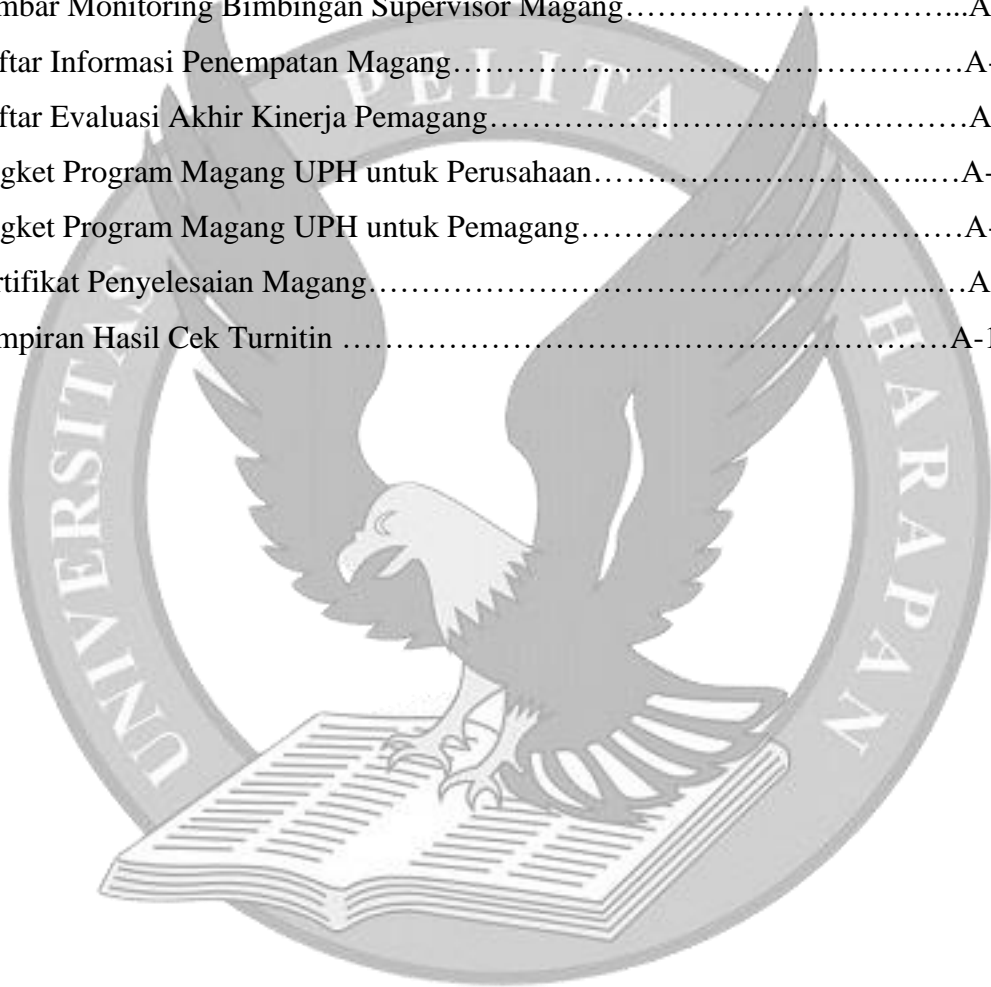 mbar Monitoring Bimbingan Supervisor Magang…………………………………...A
ftar Informasi Penempatan Magang……………………………………………A-
ftar Evaluasi Akhir Kinerja Pemagang…………………………………………A
gket Program Magang UPH untuk Perusahaan……………………………..…A-
gket Program Magang UPH untuk Pemagang…………………………………A-
rtifikat Penyelesaian Magang………………………………………………...…A
mpiran Hasil Cek Turnitin ……………………………………………………A-1
UNIVERSITAS PELITA HARAPAN